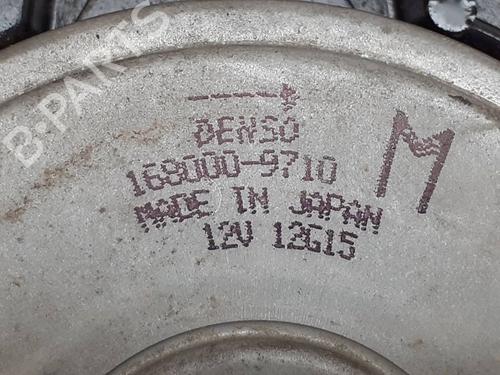 DENSO
168000-9710
M
MADE IN JAPAN
12V 12G15
B-PARTS